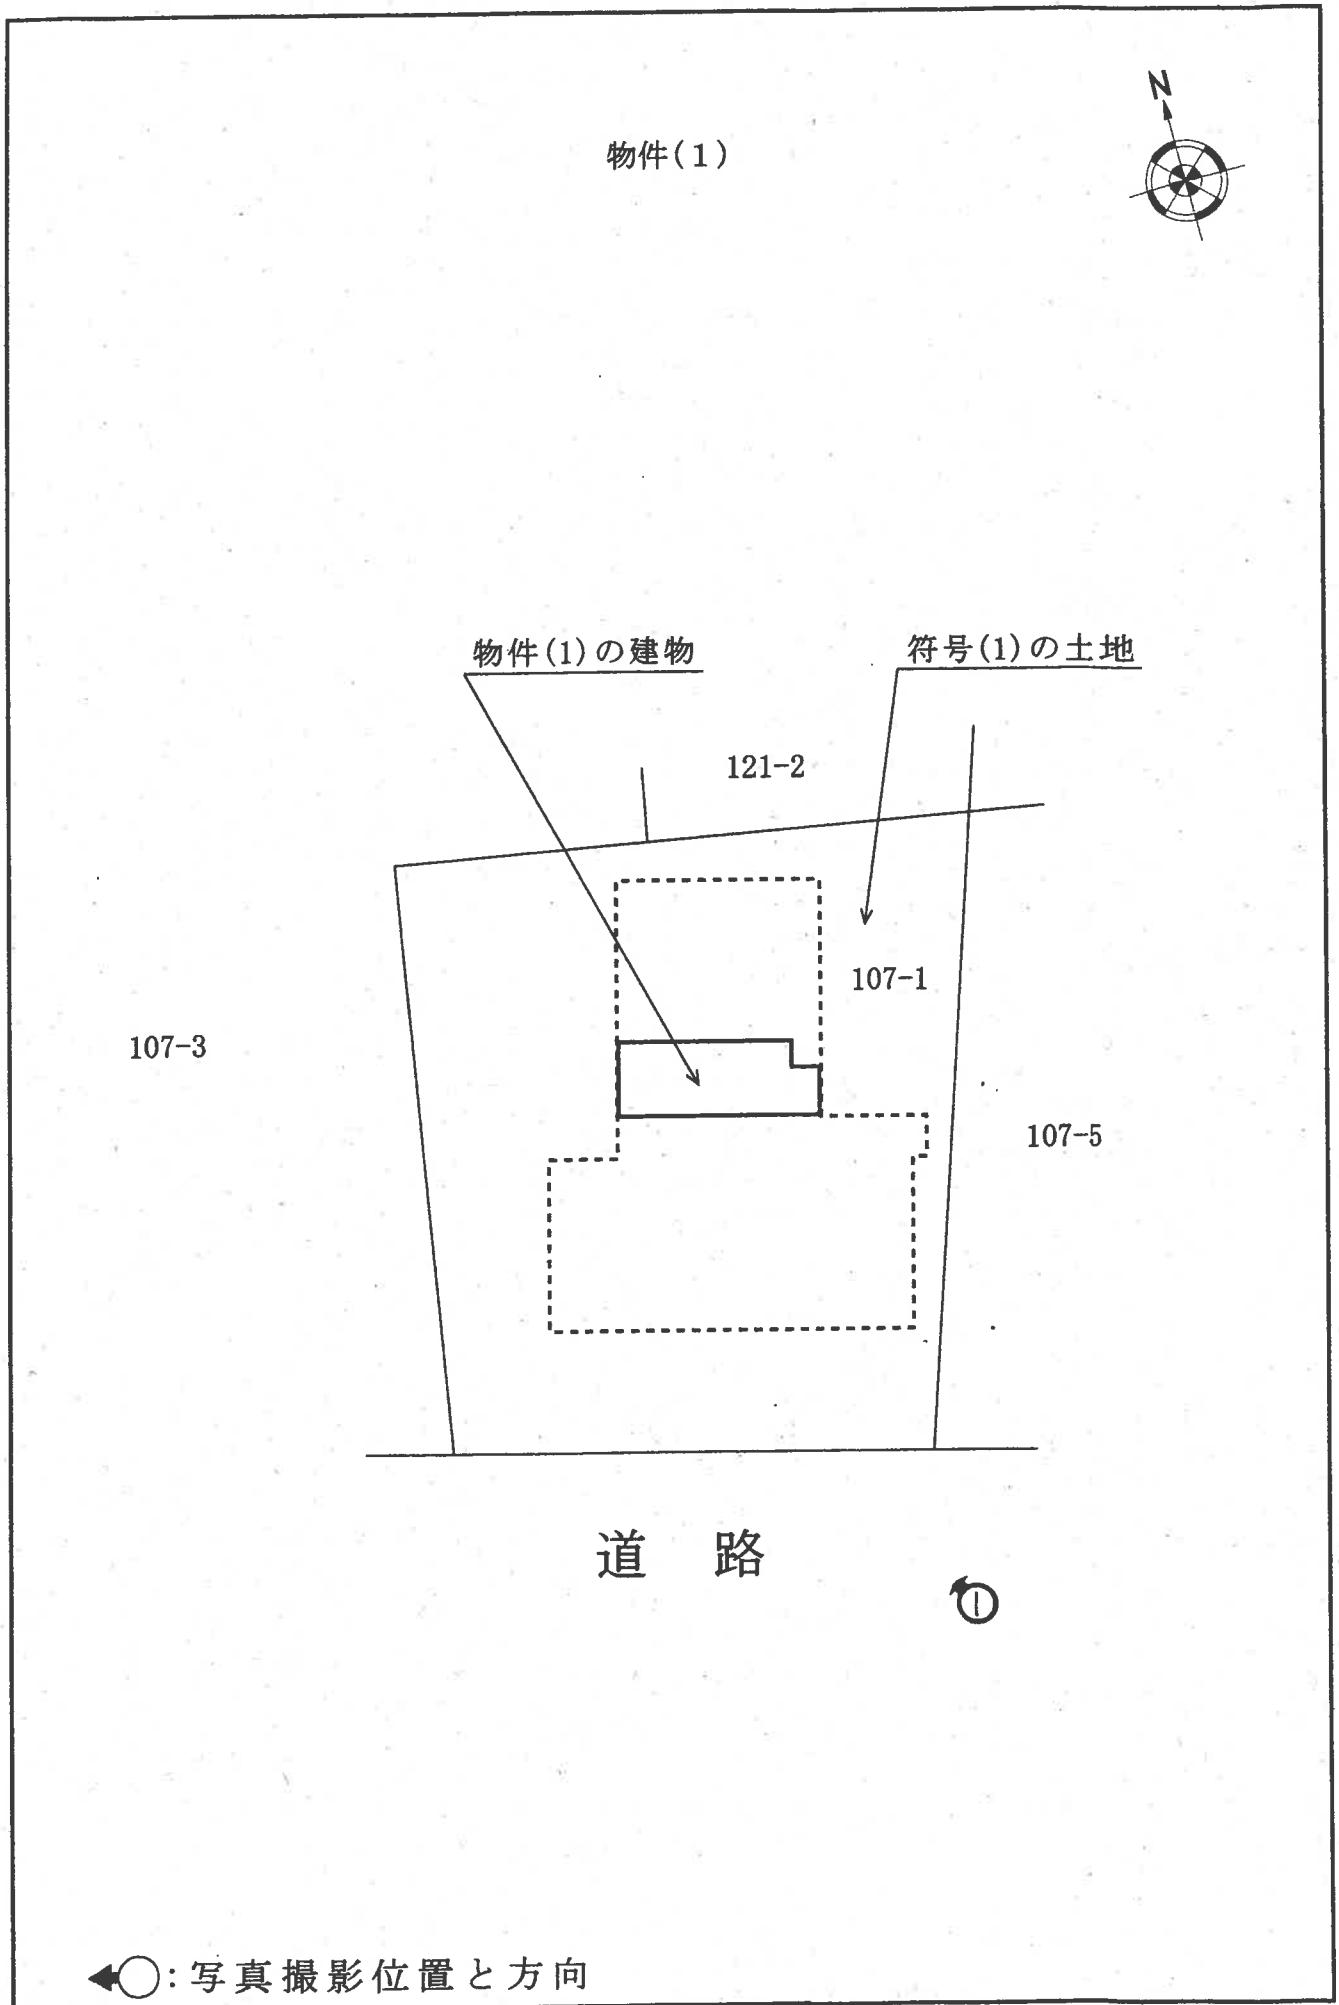 N
物件(1)
物件(1)の建物
符号(1)の土地
121-2
107-1
107-3
107-5
道路
1
:写真撮影位置と方向